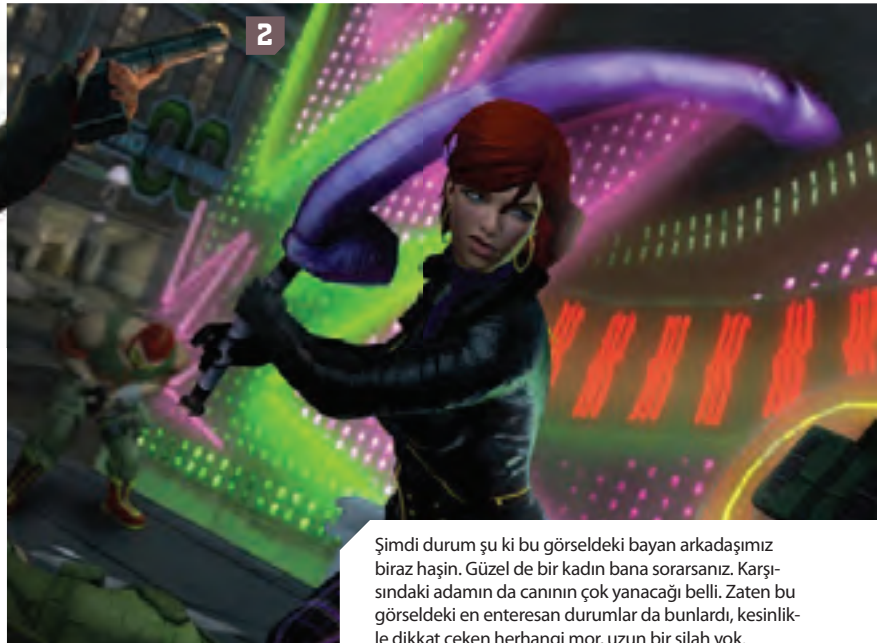 2
Şimdi durum şu ki bu görseldeki bayan arkadaşımız
biraz haşin. Güzel de bir kadın bana sorarsanız. Karşı-
sındaki adamın da canının çok yanacağı belli. Zaten bu
görseldeki en enteresan durumlar da bunlardı, kesinlik-
le dikkat çeken herhangi mor, uzun bir silah yok.